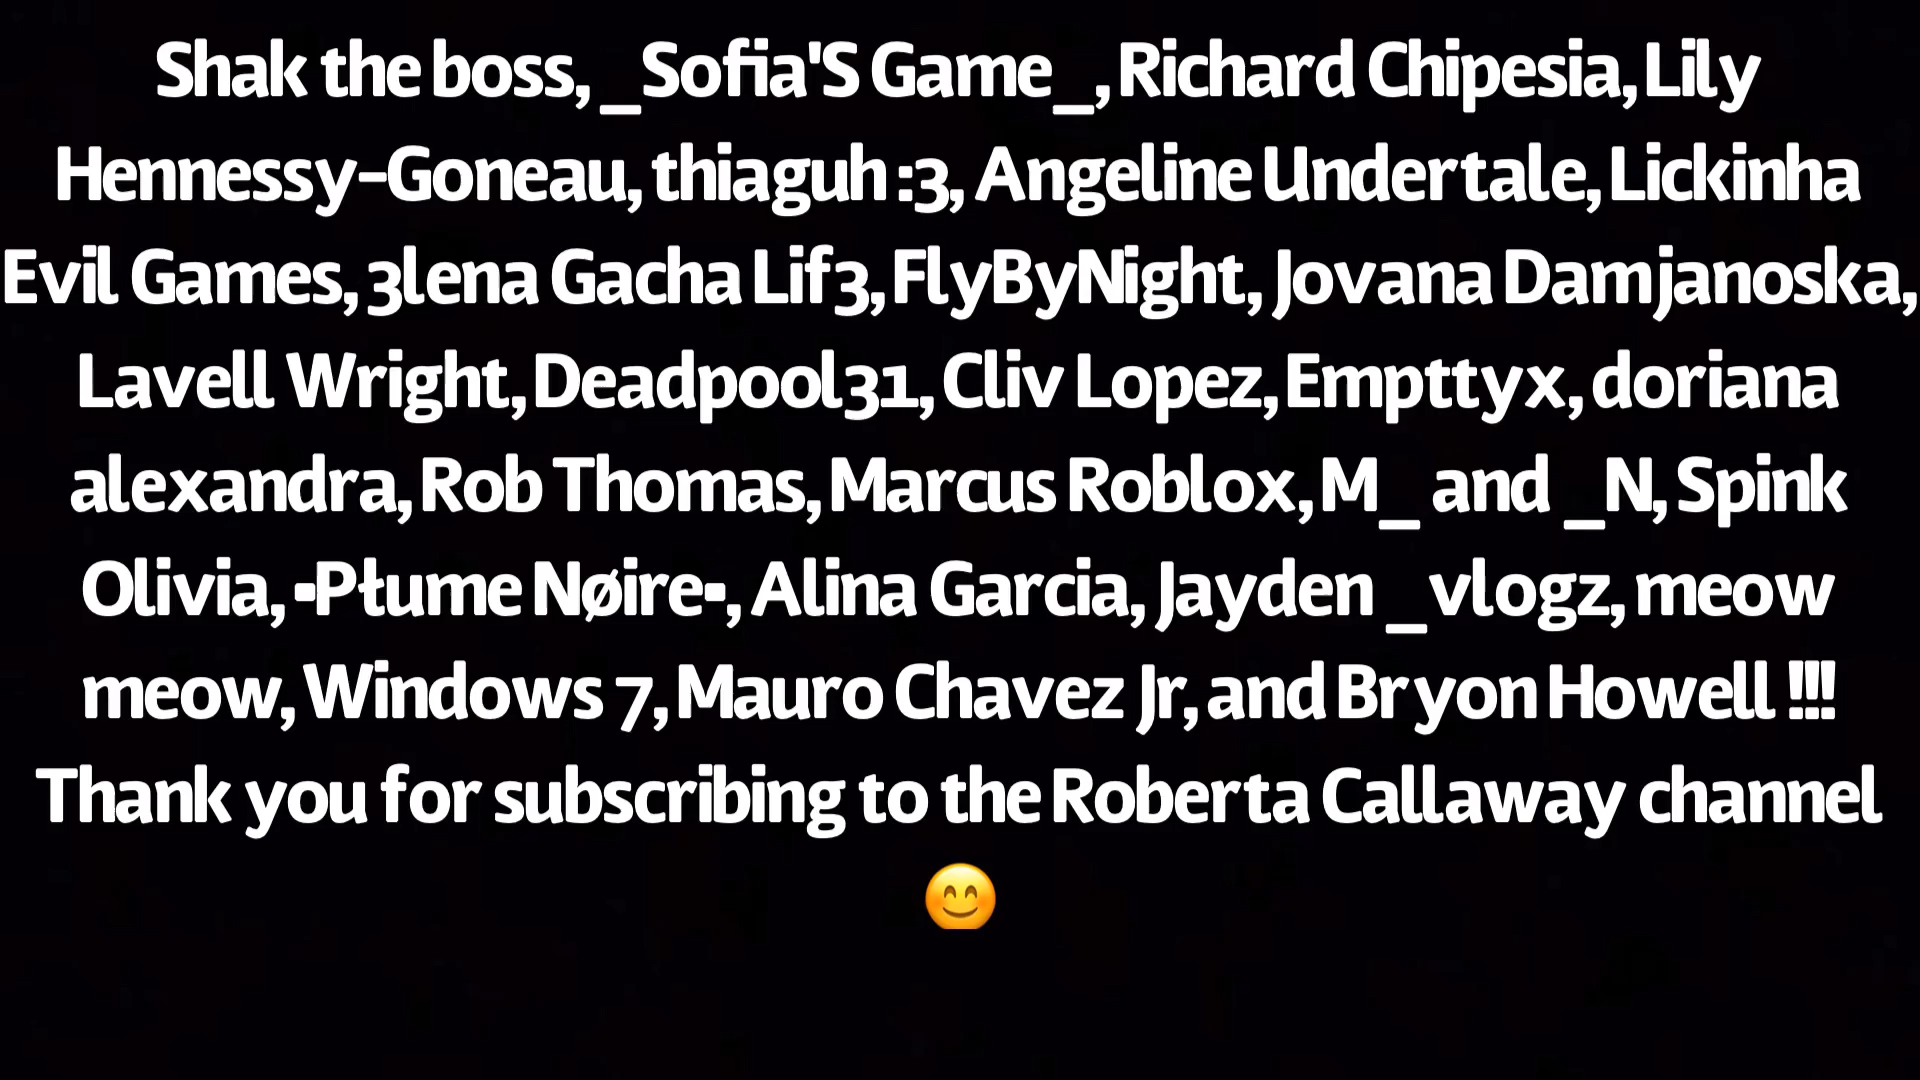 Shak the boss, _Sofia'S Game_, Richard Chipesia, Lily
Hennessy-Goneau, thiaguh :3, Angeline Undertale, Lickinha
Evil Games, 3lena Gacha Lif3, FlyByNight, Jovana Damjanoska,
Lavell Wright, Deadpool31, Cliv Lopez, Empttyx, doriana
alexandra, Rob Thomas, Marcus Roblox, M_ and _N, Spink
Olivia, •Płume Nøire•, Alina Garcia, Jayden _vlogz, meow
meow, Windows 7, Mauro Chavez Jr, and Bryon Howell !!!
Thank you for subscribing to the Roberta Callaway channel
😊